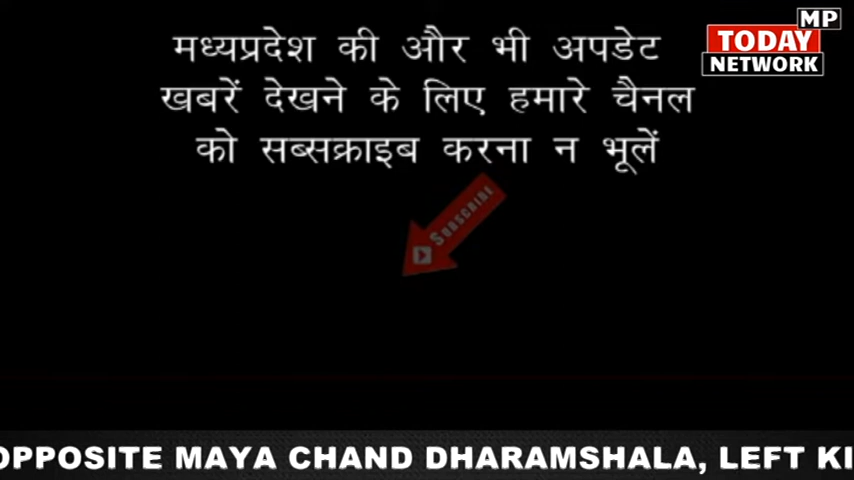 MP
TODAY
NETWORK
मध्यप्रदेश की और भी अपडेट
खबरें देखने के लिए हमारे चैनल
को सब्सक्राइब करना न भूलें
SUBSCRIBE
OPPOSITE MAYA CHAND DHARAMSHALA, LEFT KI